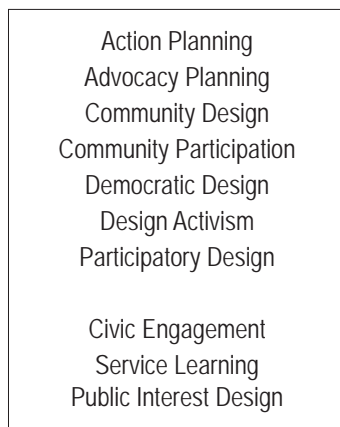 Action Planning
Advocacy Planning
Community Design
Community Participation
Democratic Design
Design Activism
Participatory Design
Civic Engagement
Service Learning
Public Interest Design